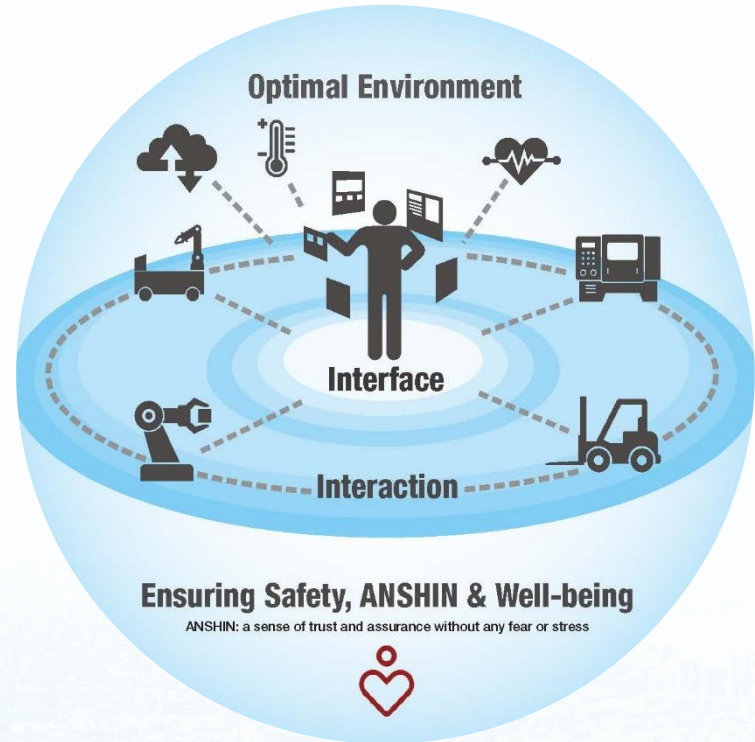 Optimal Environment
Interface
Interaction
Ensuring Safety, ANSHIN & Well-being
ANSHIN: a sense of trust and assurance without any fear or stress